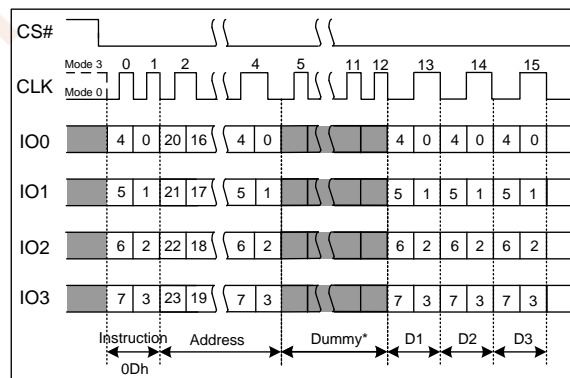 CS#
Mode 3 0 1 2 4 5 11 12 13 14 15
CLK
Mode 0
IO0 4 0 20 16 4 0 4 0 4 0 4 0
IO1 5 1 21 17 5 1 5 1 5 1 5 1
IO2 6 2 22 18 6 2 6 2 6 2 6 2
IO3 7 3 23 19 7 3 7 3 7 3 7 3
Instruction Address Dummy* D1 D2 D3
0Dh